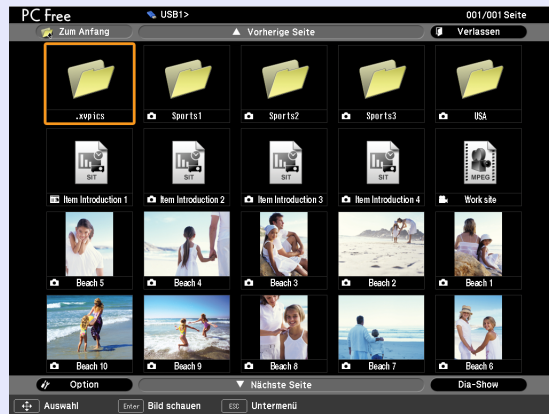 PC Free USB1> 001/001 Seite
Zum Anfang Vorherige Seite Verlassen
.xvpics Sports1 Sports2 Sports3 USA
SIT SIT SIT SIT MPEG
Item Introduction 1 Item Introduction 2 Item Introduction 3 Item Introduction 4 Work site
Beach 5 Beach 4 Beach 3 Beach 2 Beach 1
Beach 10 Beach 9 Beach 8 Beach 7 Beach 6
Option Nächste Seite Dia-Show
Auswahl Enter Bild schauen ESC Untermenü